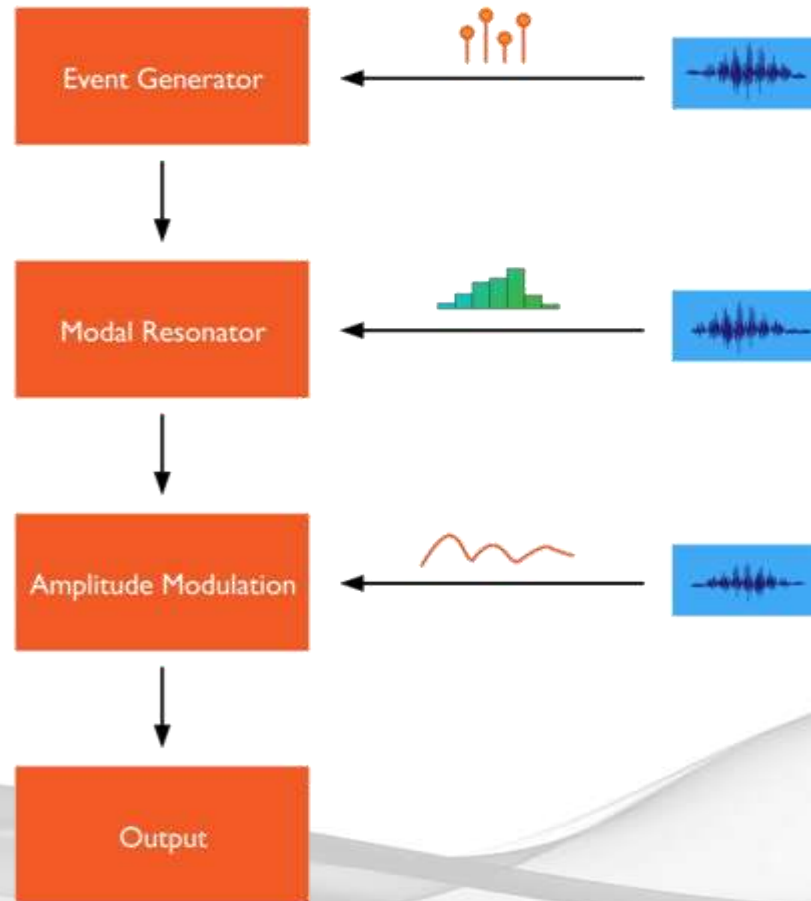 Event Generator
Modal Resonator
Amplitude Modulation
Output